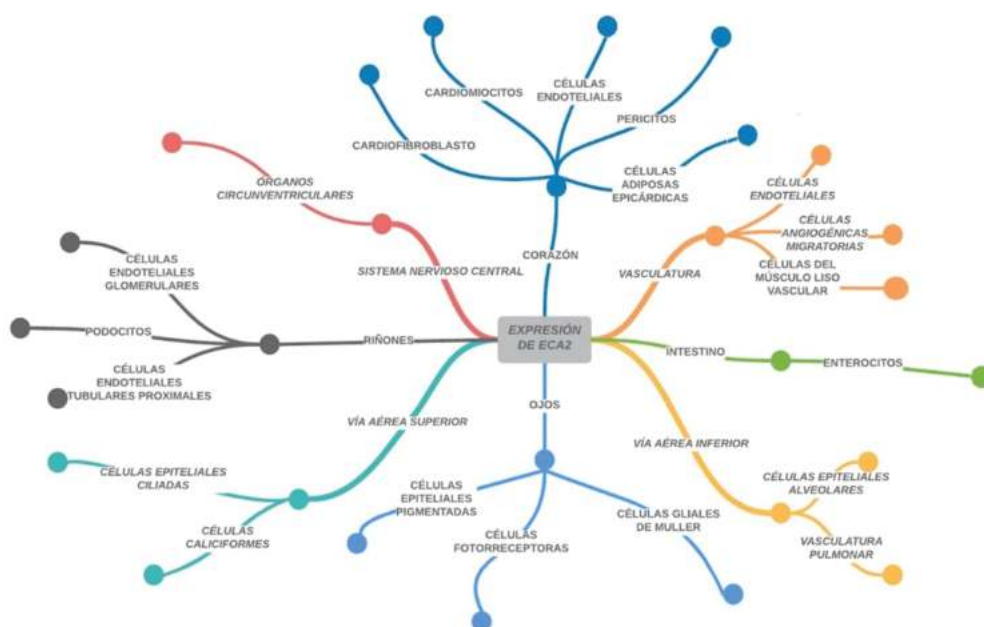 CARDIOMIOCITOS
CÉLULAS
ENDOTELIALES
PERICITOS
CARDIOFIBROBLASTO
CÉLULAS
ADIPOSAS
EPICÁRDICAS
CORAZÓN
ÓRGANOS
CIRCUNVENTRICULARES
SISTEMA NERVIOSO CENTRAL
CÉLULAS
ENDOTELIALES
CÉLULAS
ANGIOGÉNICAS
MIGRATORIAS
CÉLULAS DEL
MÚSCULO LISO
VASCULAR
VASCULATURA
CÉLULAS
ENDOTELIALES
GLOMERULARES
PODOCITOS
CÉLULAS
ENDOTELIALES
TUBULARES PROXIMALES
RIÑONES
EXPRESIÓN
DE ECA2
INTESTINO
ENTEROCITOS
VÍA AÉREA SUPERIOR
CÉLULAS EPITELIALES
CILIADAS
CÉLULAS
CALICIFORMES
OJOS
CÉLULAS
EPITELIALES
PIGMENTADAS
CÉLULAS
FOTORRECEPTORAS
CÉLULAS GLIALES
DE MULLER
VÍA AÉREA INFERIOR
CÉLULAS EPITELIALES
ALVEOLARES
VASCULATURA
PULMONAR